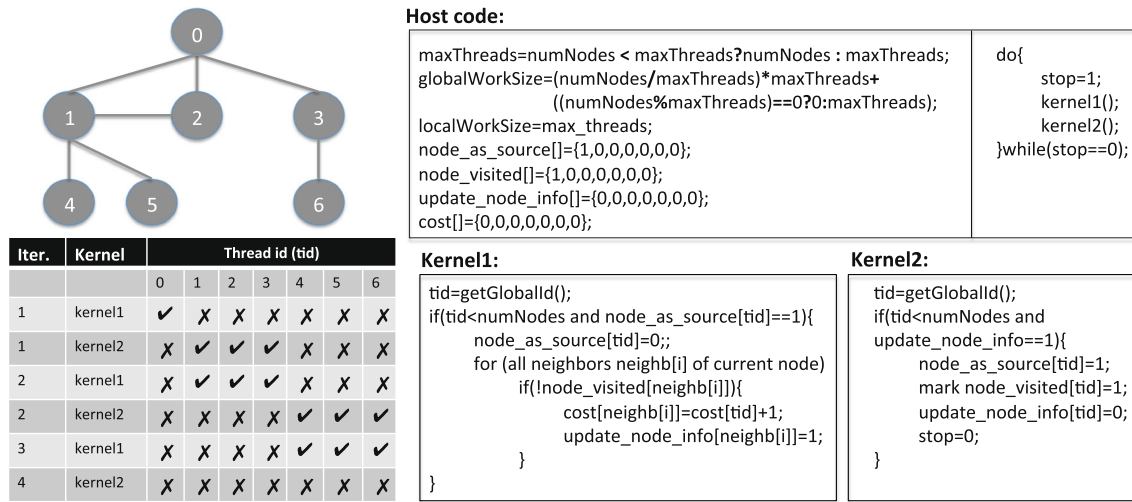 0
1
2
3
4
5
6
Iter. Kernel Thread id (tid)
0 1 2 3 4 5 6
1 kernel1 ✔ ✗ ✗ ✗ ✗ ✗ ✗
1 kernel2 ✗ ✔ ✔ ✔ ✗ ✗ ✗
2 kernel1 ✗ ✔ ✔ ✔ ✗ ✗ ✗
2 kernel2 ✗ ✗ ✗ ✗ ✔ ✔ ✔
3 kernel1 ✗ ✗ ✗ ✗ ✔ ✔ ✔
4 kernel2 ✗ ✗ ✗ ✗ ✗ ✗ ✗
Host code:
maxThreads=numNodes < maxThreads?numNodes : maxThreads;
globalWorkSize=(numNodes/maxThreads)*maxThreads+
((numNodes%maxThreads)==0?0:maxThreads);
localWorkSize=max_threads;
node_as_source[]={1,0,0,0,0,0,0};
node_visited[]={1,0,0,0,0,0,0};
update_node_info[]={0,0,0,0,0,0,0};
cost[]={0,0,0,0,0,0,0};
do{
stop=1;
kernel1();
kernel2();
}while(stop==0);
Kernel1:
tid=getGlobalId();
if(tid<numNodes and node_as_source[tid]==1){
node_as_source[tid]=0;;
for (all neighbors neighb[i] of current node)
if(!node_visited[neighb[i]]){
cost[neighb[i]]=cost[tid]+1;
update_node_info[neighb[i]]=1;
}
}
Kernel2:
tid=getGlobalId();
if(tid<numNodes and
update_node_info==1){
node_as_source[tid]=1;
mark node_visited[tid]=1;
update_node_info[tid]=0;
stop=0;
}